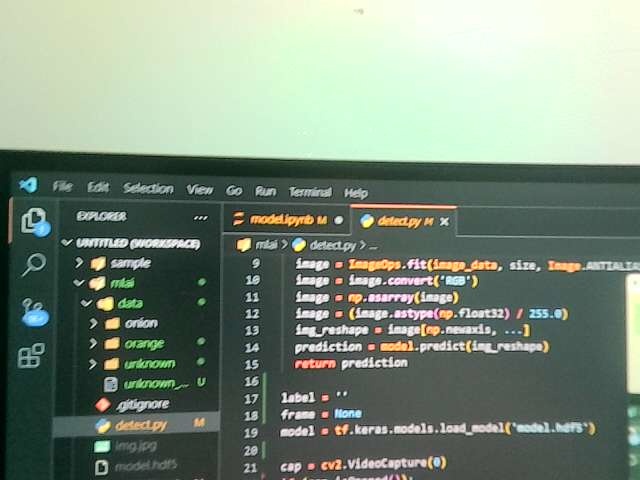 File Edit Selection View Go Run Terminal Help
EXPLORER ...
model.ipynb M
detect.py M
UNTITLED (WORKSPACE)
mlai > detect.py > ...
sample
mlai
data
onion
orange
unknown
unknown_... U
.gitignore
detect.py M
img.jpg
model.hdf5
9 image = ImageOps.fit(image_data, size, Image.ANTIALIAS
10 image = image.convert('RGB')
11 image = np.asarray(image)
12 image = (image.astype(np.float32) / 255.0)
13 img_reshape = image[np.newaxis, ...]
14 prediction = model.predict(img_reshape)
15 return prediction
16
17 label = ''
18 frame = None
19 model = tf.keras.models.load_model('model.hdf5')
20
21 cap = cv2.VideoCapture(0)